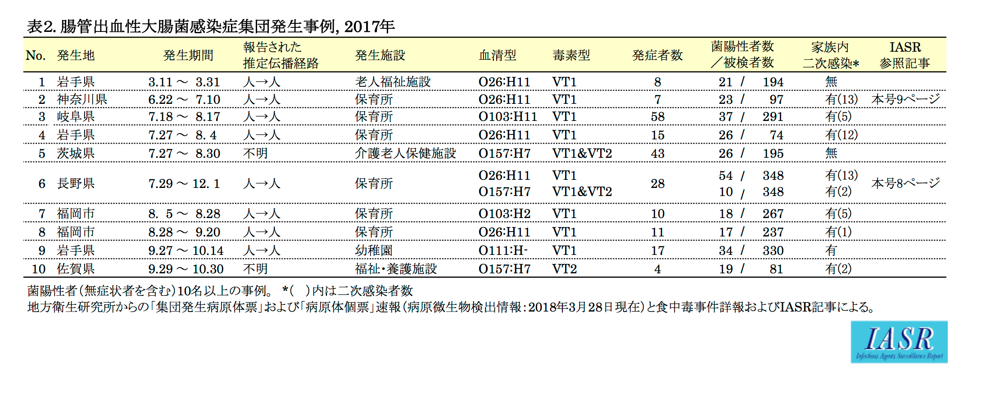 表2. 腸管出血性大腸菌感染症集団発生事例, 2017年
No. 発生地 発生期間 報告された推定伝播経路 発生施設 血清型 毒素型 発症者数 菌陽性者数／被検者数 家族内二次感染* IASR参照記事
1 岩手県 3.11～ 3.31 人→人 老人福祉施設 O26:H11 VT1 8 21 / 194 無
2 神奈川県 6.22～ 7.10 人→人 保育所 O26:H11 VT1 7 23 / 97 有(13) 本号9ページ
3 岐阜県 7.18～ 8.17 人→人 保育所 O103:H11 VT1 58 37 / 291 有(5)
4 岩手県 7.27～ 8. 4 人→人 保育所 O26:H11 VT1 15 26 / 74 有(12)
5 茨城県 7.27～ 8.30 不明 介護老人保健施設 O157:H7 VT1&VT2 43 26 / 195 無
6 長野県 7.29～12. 1 人→人 保育所 O26:H11 VT1 28 54 / 348 有(13) 本号8ページ
O157:H7 VT1&VT2 10 / 348 有(2)
7 福岡市 8. 5～ 8.28 人→人 保育所 O103:H2 VT1 10 18 / 267 有(5)
8 福岡市 8.28～ 9.20 人→人 保育所 O26:H11 VT1 11 17 / 237 有(1)
9 岩手県 9.27～10.14 人→人 幼稚園 O111:H- VT1 17 34 / 330 有
10 佐賀県 9.29～10.30 不明 福祉・養護施設 O157:H7 VT2 4 19 / 81 有(2)
菌陽性者（無症状者を含む）10名以上の事例。 *（ ）内は二次感染者数
地方衛生研究所からの「集団発生病原体票」および「病原体個票」速報（病原微生物検出情報：2018年3月28日現在）と食中毒事件詳報およびIASR記事による。
IASR
Infectious Agents Surveillance Report